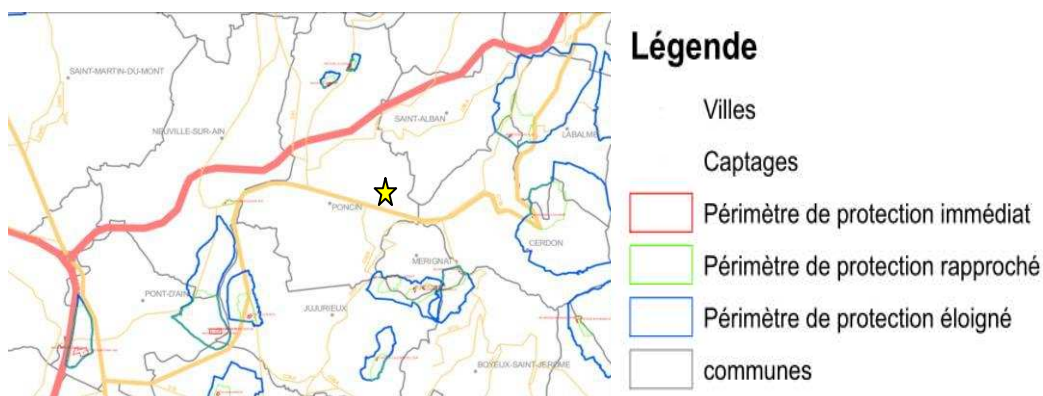 SAINT-MARTIN-DU-MONT
NEUVILLE-SUR-AIN
SAINT-ALBAN
LABALME
PONCIN
CERDON
MERIGNAT
PONT-D'AIN
JUJURIEUX
BOYEUX-SAINT-JEROME
Légende
Villes
Captages
Périmètre de protection immédiat
Périmètre de protection rapproché
Périmètre de protection éloigné
communes